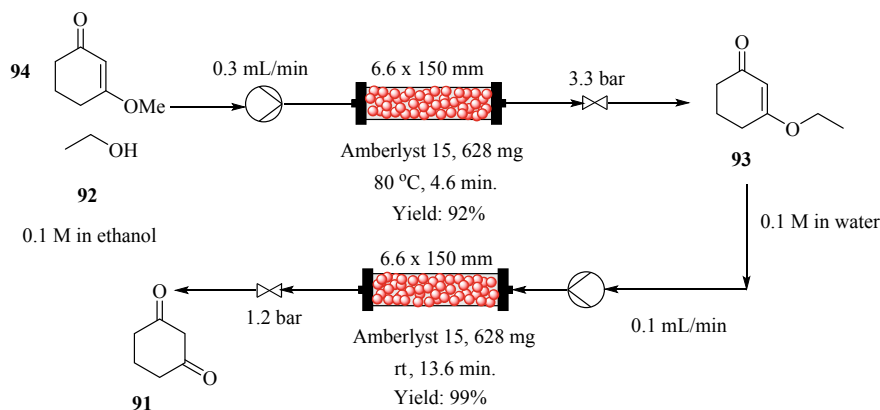 O
94
OMe
OH
92
0.1 M in ethanol
0.3 mL/min
6.6 x 150 mm
Amberlyst 15, 628 mg
80 °C, 4.6 min.
Yield: 92%
3.3 bar
O
O
93
0.1 M in water
0.1 mL/min
6.6 x 150 mm
Amberlyst 15, 628 mg
rt, 13.6 min.
Yield: 99%
1.2 bar
O
O
91